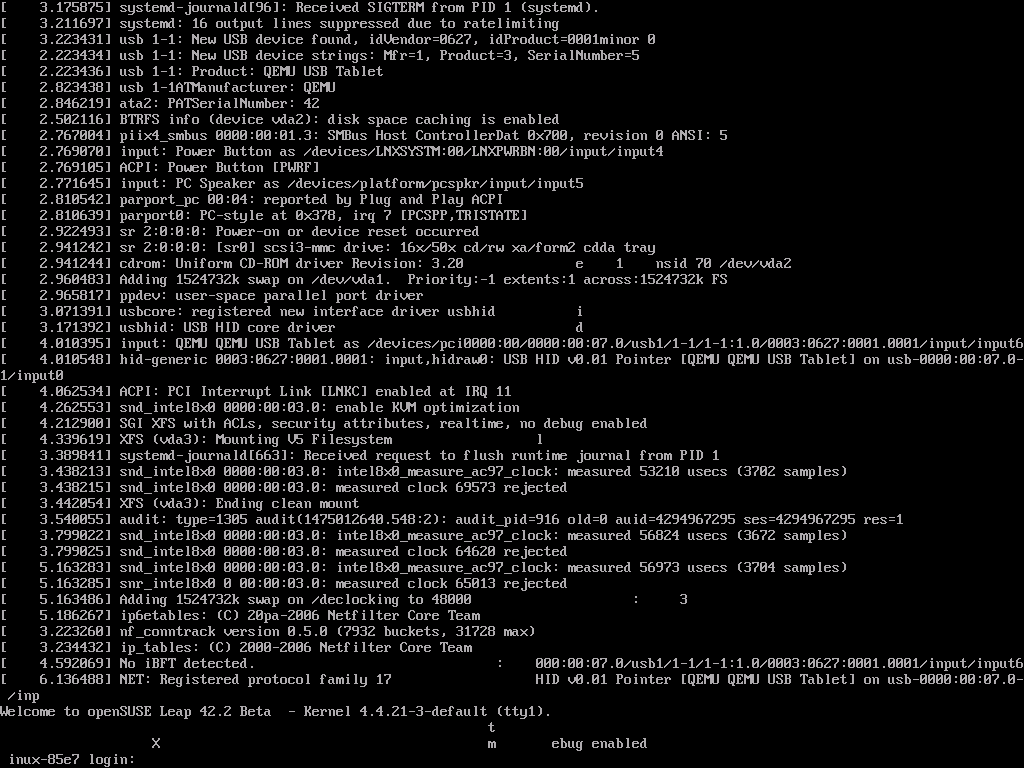 [    3.175875] systemd-journald[96]: Received SIGTERM from PID 1 (systemd).
[    3.211697] systemd: 16 output lines suppressed due to ratelimiting
[    3.223431] usb 1-1: New USB device found, idVendor=0627, idProduct=0001minor 0
[    2.223434] usb 1-1: New USB device strings: Mfr=1, Product=3, SerialNumber=5
[    2.223436] usb 1-1: Product: QEMU USB Tablet
[    2.823438] usb 1-1ATManufacturer: QEMU
[    2.846219] ata2: PATSerialNumber: 42
[    2.502116] BTRFS info (device vda2): disk space caching is enabled
[    2.767004] piix4_smbus 0000:00:01.3: SMBus Host ControllerDat 0x700, revision 0 ANSI: 5
[    2.769070] input: Power Button as /devices/LNXSYSTM:00/LNXPWRBN:00/input/input4
[    2.769105] ACPI: Power Button [PWRF]
[    2.771645] input: PC Speaker as /devices/platform/pcspkr/input/input5
[    2.810542] parport_pc 00:04: reported by Plug and Play ACPI
[    2.810639] parport0: PC-style at 0x378, irq 7 [PCSPP,TRISTATE]
[    2.922493] sr 2:0:0:0: Power-on or device reset occurred
[    2.941242] sr 2:0:0:0: [sr0] scsi3-mmc drive: 16x/50x cd/rw xa/form2 cdda tray
[    2.941244] cdrom: Uniform CD-ROM driver Revision: 3.20              e    1    nsid 70 /dev/vda2
[    2.960483] Adding 1524732k swap on /dev/vda1.  Priority:-1 extents:1 across:1524732k FS
[    2.965817] ppdev: user-space parallel port driver
[    3.071391] usbcore: registered new interface driver usbhid          i
[    3.171392] usbhid: USB HID core driver                              d
[    4.010395] input: QEMU QEMU USB Tablet as /devices/pci0000:00/0000:00:07.0/usb1/1-1/1-1:1.0/0003:0627:0001.0001/input/input6
[    4.010548] hid-generic 0003:0627:0001.0001: input,hidraw0: USB HID v0.01 Pointer [QEMU QEMU USB Tablet] on usb-0000:00:07.0-
1/input0
[    4.062534] ACPI: PCI Interrupt Link [LNKC] enabled at IRQ 11
[    4.262553] snd_intel8x0 0000:00:03.0: enable KVM optimization
[    4.212900] SGI XFS with ACLs, security attributes, realtime, no debug enabled
[    4.339619] XFS (vda3): Mounting V5 Filesystem                  l
[    3.389841] systemd-journald[663]: Received request to flush runtime journal from PID 1
[    3.438213] snd_intel8x0 0000:00:03.0: intel8x0_measure_ac97_clock: measured 53210 usecs (3702 samples)
[    3.438215] snd_intel8x0 0000:00:03.0: measured clock 69573 rejected
[    3.442054] XFS (vda3): Ending clean mount
[    3.540055] audit: type=1305 audit(1475012640.548:2): audit_pid=916 old=0 auid=4294967295 ses=4294967295 res=1
[    3.799022] snd_intel8x0 0000:00:03.0: intel8x0_measure_ac97_clock: measured 56824 usecs (3672 samples)
[    3.799025] snd_intel8x0 0000:00:03.0: measured clock 64620 rejected
[    5.163283] snd_intel8x0 0000:00:03.0: intel8x0_measure_ac97_clock: measured 56973 usecs (3704 samples)
[    5.163285] snr_intel8x0 0 00:00:03.0: measured clock 65013 rejected
[    5.163486] Adding 1524732k swap on /declocking to 48000                    :     3
[    5.186267] ip6etables: (C) 20pa-2006 Netfilter Core Team
[    3.223260] nf_conntrack version 0.5.0 (7932 buckets, 31728 max)
[    3.234432] ip_tables: (C) 2000-2006 Netfilter Core Team
[    4.592069] No iBFT detected.                              :    000:00:07.0/usb1/1-1/1-1:1.0/0003:0627:0001.0001/input/input6
[    6.136488] NET: Registered protocol family 17                  HID v0.01 Pointer [QEMU QEMU USB Tablet] on usb-0000:00:07.0-
 /inp
Welcome to openSUSE Leap 42.2 Beta  - Kernel 4.4.21-3-default (tty1).
                                                             t
                   X                                         m       ebug enabled
 inux-85e7 login: